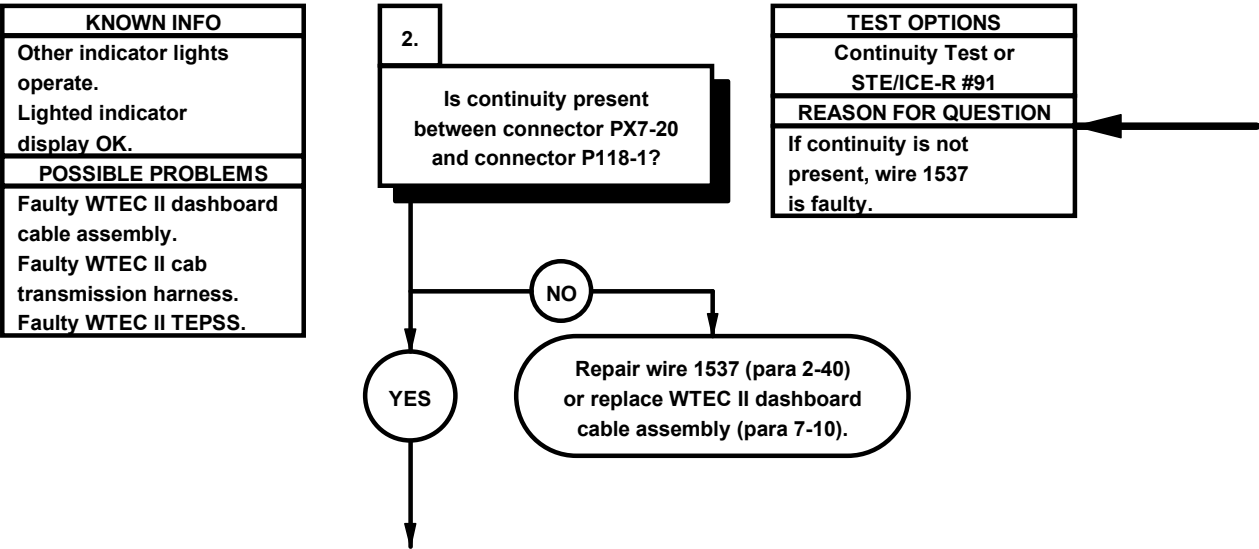 KNOWN INFO
Other indicator lights
operate.
Lighted indicator
display OK.
POSSIBLE PROBLEMS
Faulty WTEC II dashboard
cable assembly.
Faulty WTEC II cab
transmission harness.
Faulty WTEC II TEPSS.
2.
Is continuity present
between connector PX7-20
and connector P118-1?
TEST OPTIONS
Continuity Test or
STE/ICE-R #91
REASON FOR QUESTION
If continuity is not
present, wire 1537
is faulty.
NO
YES
Repair wire 1537 (para 2-40)
or replace WTEC II dashboard
cable assembly (para 7-10).